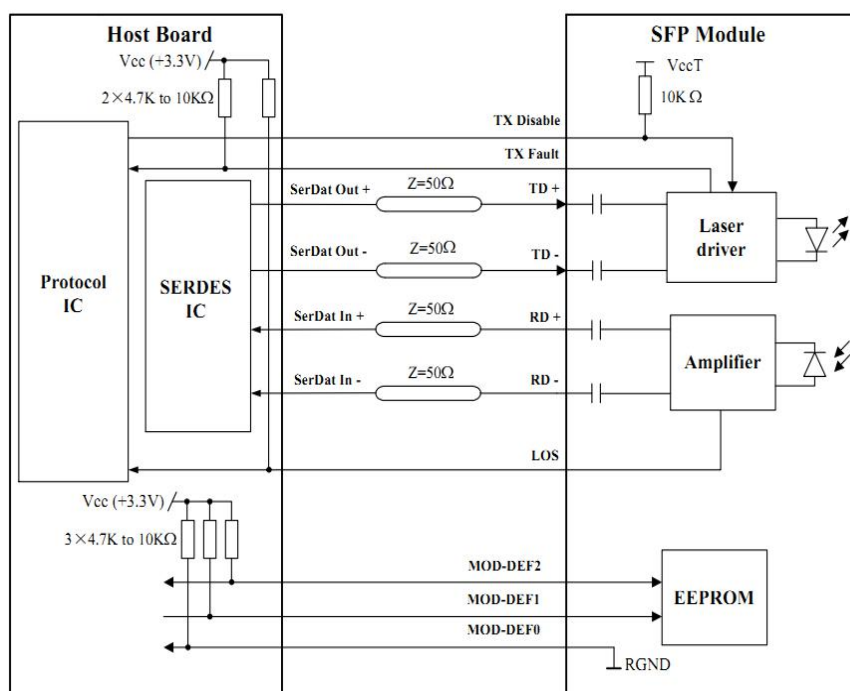 Host Board
SFP Module
Vcc (+3.3V)
VccT
2×4.7K to 10KΩ
10K Ω
TX Disable
TX Fault
SerDat Out +
Z=50Ω
TD +
Laser
driver
SerDat Out -
Z=50Ω
TD -
Protocol
IC
SERDES
IC
SerDat In +
Z=50Ω
RD +
Amplifier
SerDat In -
Z=50Ω
RD -
LOS
Vcc (+3.3V)
3×4.7K to 10KΩ
MOD-DEF2
EEPROM
MOD-DEF1
MOD-DEF0
RGND